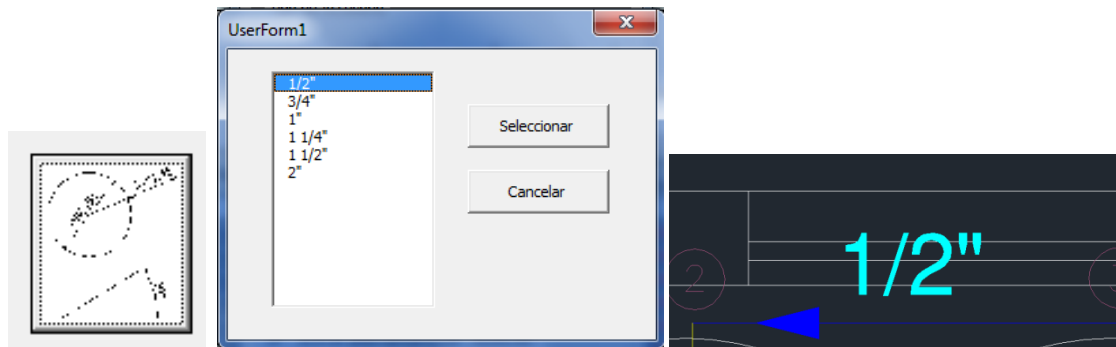 UserForm1
1/2"
3/4"
1"
1 1/4"
1 1/2"
2"
Seleccionar
Cancelar
1/2"
2